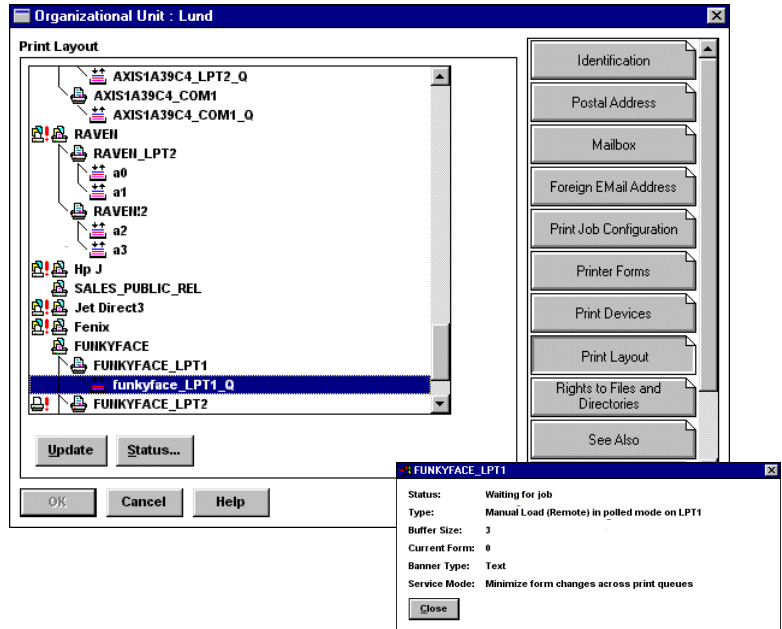 Organizational Unit : Lund
Print Layout
AXIS1A39C4_LPT2_Q
AXIS1A39C4_COM1
AXIS1A39C4_COM1_Q
RAVEN
RAVEN_LPT2
a0
a1
RAVEN!2
a2
a3
Hp J
SALES_PUBLIC_REL
Jet Direct3
Fenix
FUNKYFACE
FUNKYFACE_LPT1
funkyface_LPT1_Q
FUNKYFACE_LPT2
Update
Status...
OK
Cancel
Help
Identification
Postal Address
Mailbox
Foreign EMail Address
Print Job Configuration
Printer Forms
Print Devices
Print Layout
Rights to Files and
Directories
See Also
FUNKYFACE_LPT1
Status: Waiting for job
Type: Manual Load (Remote) in polled mode on LPT1
Buffer Size: 3
Current Form: 0
Banner Type: Text
Service Mode: Minimize form changes across print queues
Close